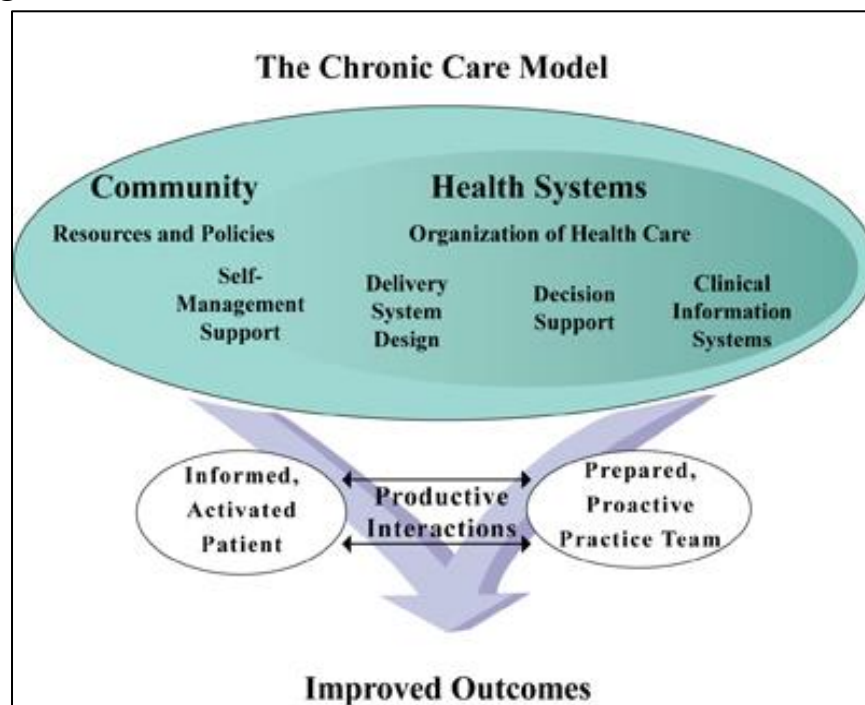 The Chronic Care Model
Community
Health Systems
Resources and Policies
Organization of Health Care
Self-
Management
Support
Delivery
System
Design
Decision
Support
Clinical
Information
Systems
Informed,
Activated
Patient
Productive
Interactions
Prepared,
Proactive
Practice Team
Improved Outcomes